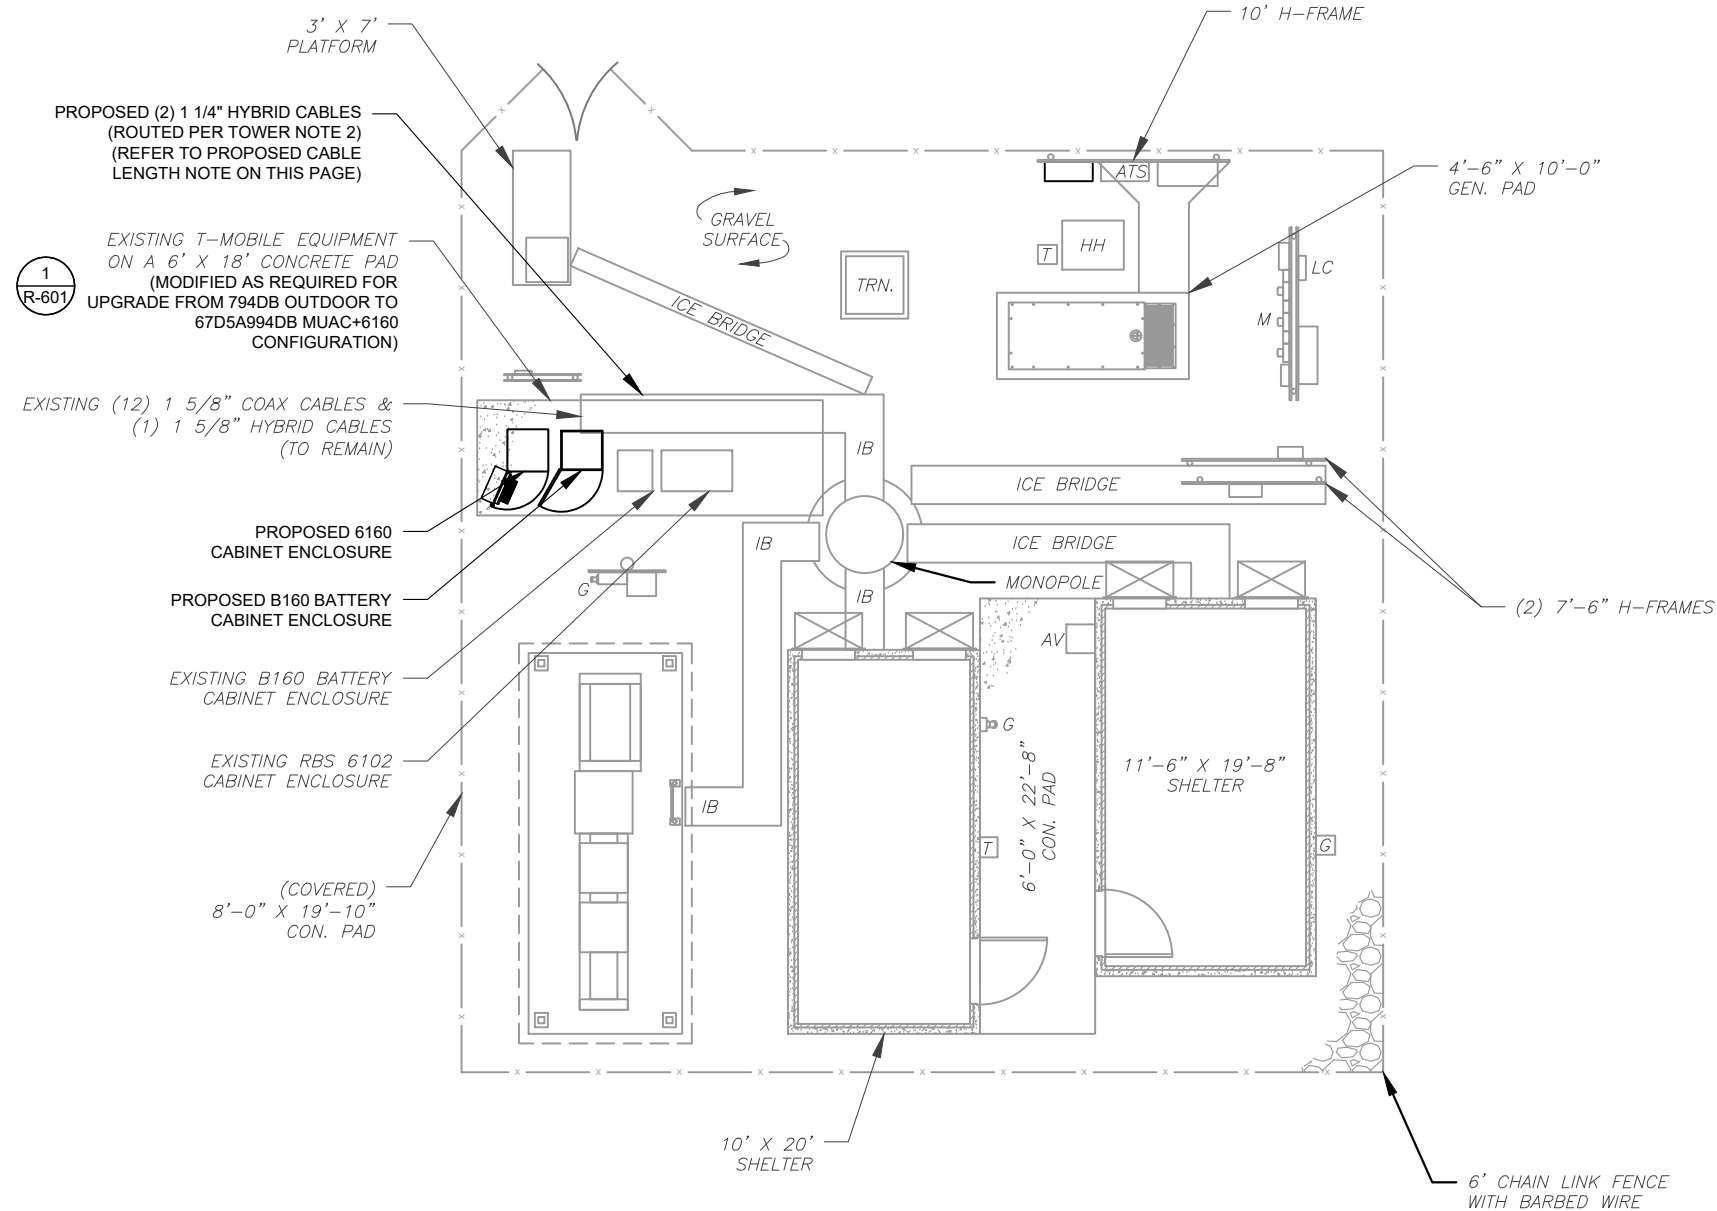 3' X 7'
PLATFORM
10' H-FRAME
PROPOSED (2) 1 1/4" HYBRID CABLES
(ROUTED PER TOWER NOTE 2)
(REFER TO PROPOSED CABLE
LENGTH NOTE ON THIS PAGE)
ATS
4'-6" X 10'-0"
GEN. PAD
GRAVEL
SURFACE
T
HH
LC
EXISTING T-MOBILE EQUIPMENT
ON A 6' X 18' CONCRETE PAD
(MODIFIED AS REQUIRED FOR
UPGRADE FROM 794DB OUTDOOR TO
67D5A994DB MUAC+6160
CONFIGURATION)
1
R-601
TRN.
ICE BRIDGE
M
EXISTING (12) 1 5/8" COAX CABLES &
(1) 1 5/8" HYBRID CABLES
(TO REMAIN)
IB
ICE BRIDGE
PROPOSED 6160
CABINET ENCLOSURE
IB
ICE BRIDGE
MONOPOLE
G
IB
PROPOSED B160 BATTERY
CABINET ENCLOSURE
(2) 7'-6" H-FRAMES
AV
EXISTING B160 BATTERY
CABINET ENCLOSURE
G
EXISTING RBS 6102
CABINET ENCLOSURE
11'-6" X 19'-8"
SHELTER
IB
6'-0" X 22'-8"
CON. PAD
T
G
(COVERED)
8'-0" X 19'-10"
CON. PAD
10' X 20'
SHELTER
6' CHAIN LINK FENCE
WITH BARBED WIRE